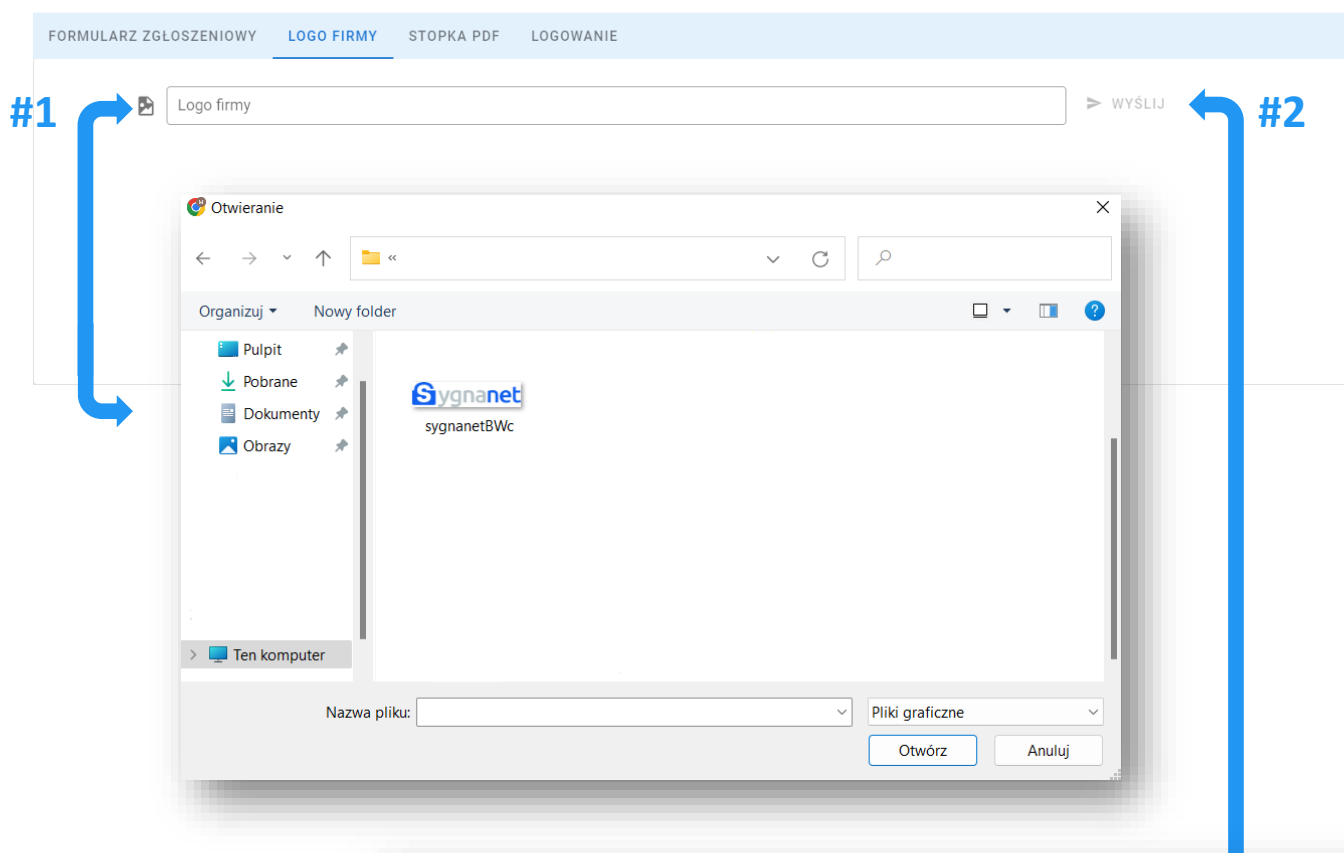 FORMULARZ ZGŁOSZENIOWY LOGO FIRMY STOPKA PDF LOGOWANIE
#1 Logo firmy WYŚLIJ #2
Otwieranie
«
Organizuj Nowy folder ?
Pulpit
Pobrane
Dokumenty
Obrazy
Sygnanet
sygnanetBWc
Ten komputer
Nazwa pliku: Pliki graficzne
Otwórz Anuluj